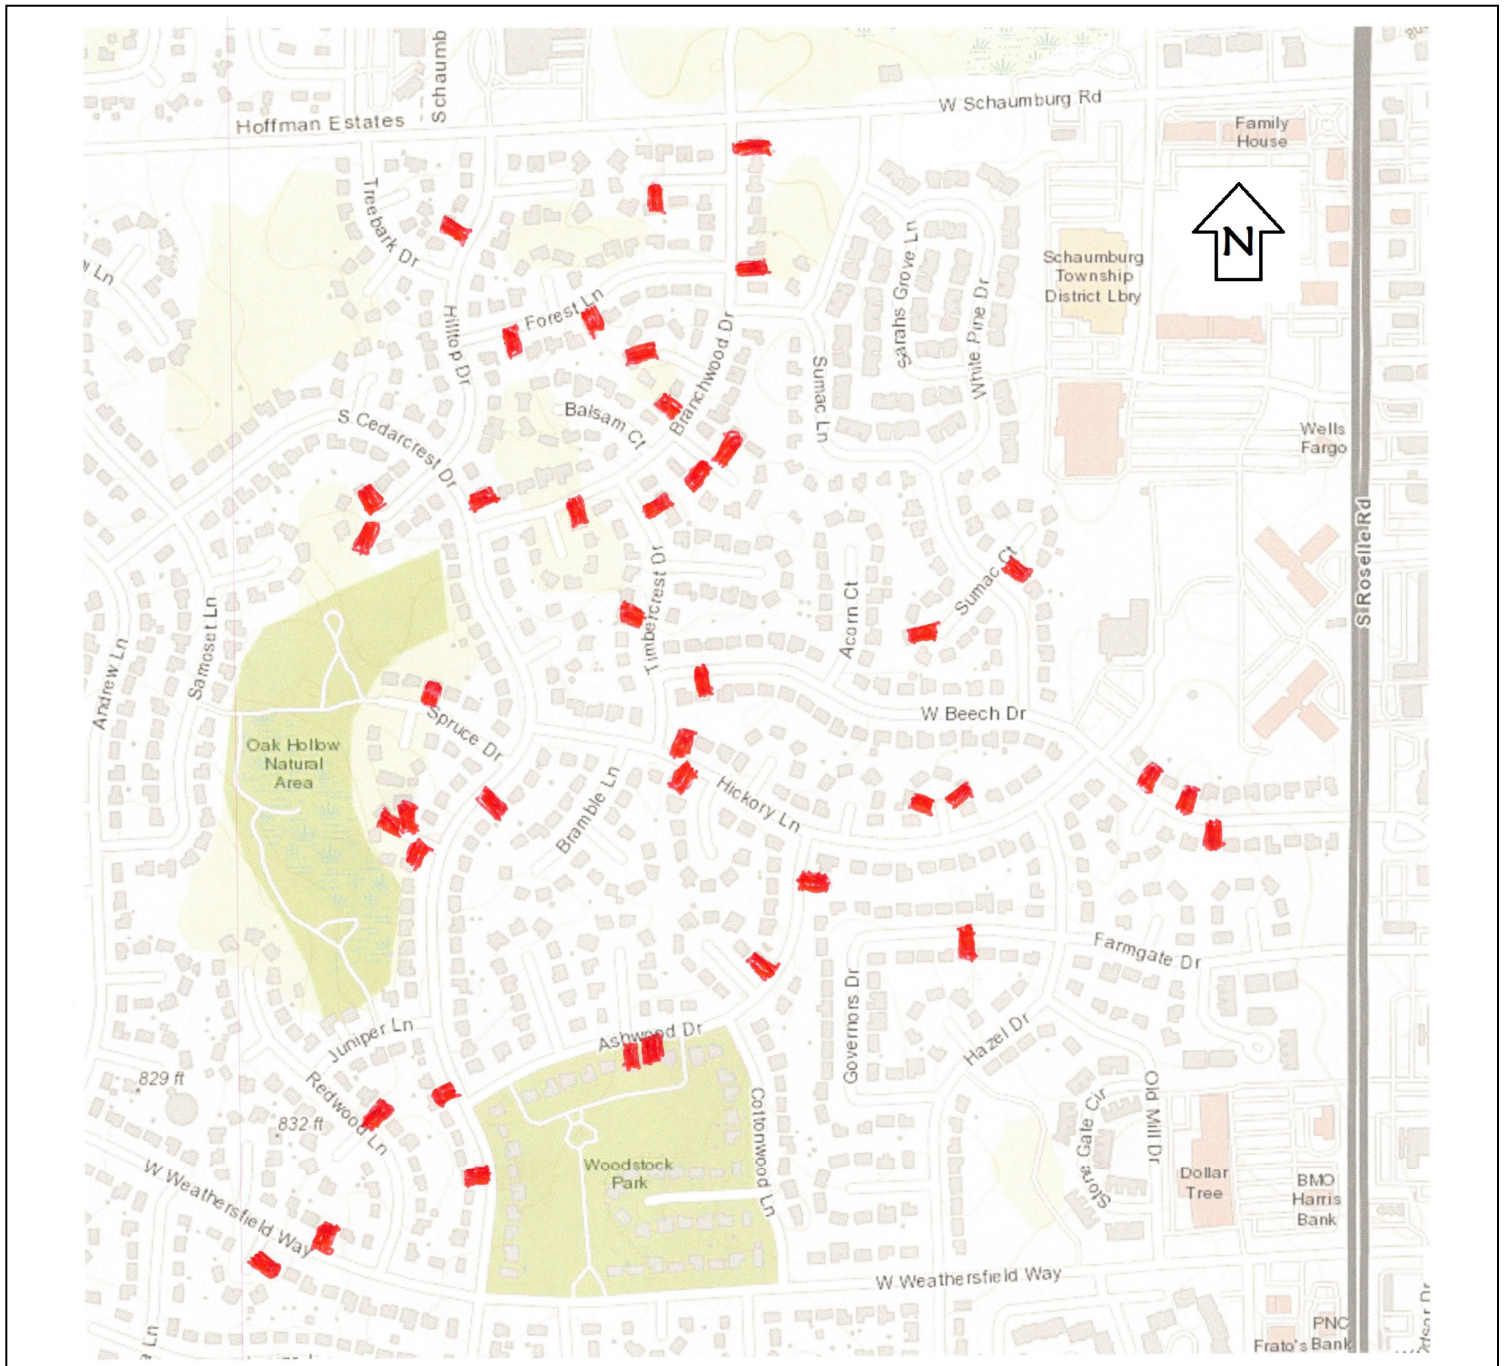 Schaumb
Hoffman Estates
W Schaumburg Rd
Family
House
N
Treebark Dr
w Ln
Schaumburg
Township
District Lbry
Sarahs Grove Ln
White Pine Dr
Hilltop Dr
Forest Ln
Branchwood Dr
Sumac Ln
Balsam Ct
S Cedarcrest Dr
Wells
Fargo
S Roselle Rd
Timbercrest Dr
Sumac Ct
Acorn Ct
Samoset Ln
Andrew Ln
W Beech Dr
Spruce Dr
Oak Hollow
Natural
Area
Bramble Ln
Hickory Ln
Farmgate Dr
Governors Dr
Juniper Ln
Ashwood Dr
Hazel Dr
829 ft
832 ft
Redwood Ln
Cottonwood Ln
Stone Gate Cir
Old Mill Dr
Woodstock
Park
Dollar
Tree
BMO
Harris
Bank
W Weathersfield Way
W Weathersfield Way
PNC
Bank
Frato's
a Ln